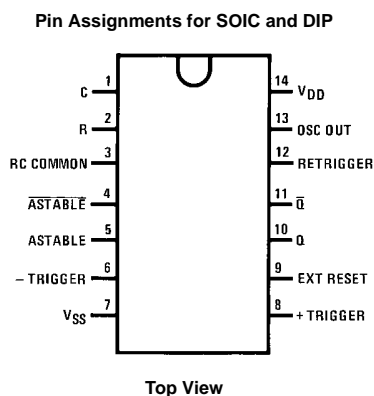 Pin Assignments for SOIC and DIP
C 1 14 VDD
R 2 13 OSC OUT
RC COMMON 3 12 RETRIGGER
A̅S̅T̅A̅B̅L̅E̅ 4 11 Q̅
ASTABLE 5 10 Q
– TRIGGER 6 9 EXT RESET
VSS 7 8 + TRIGGER
Top View